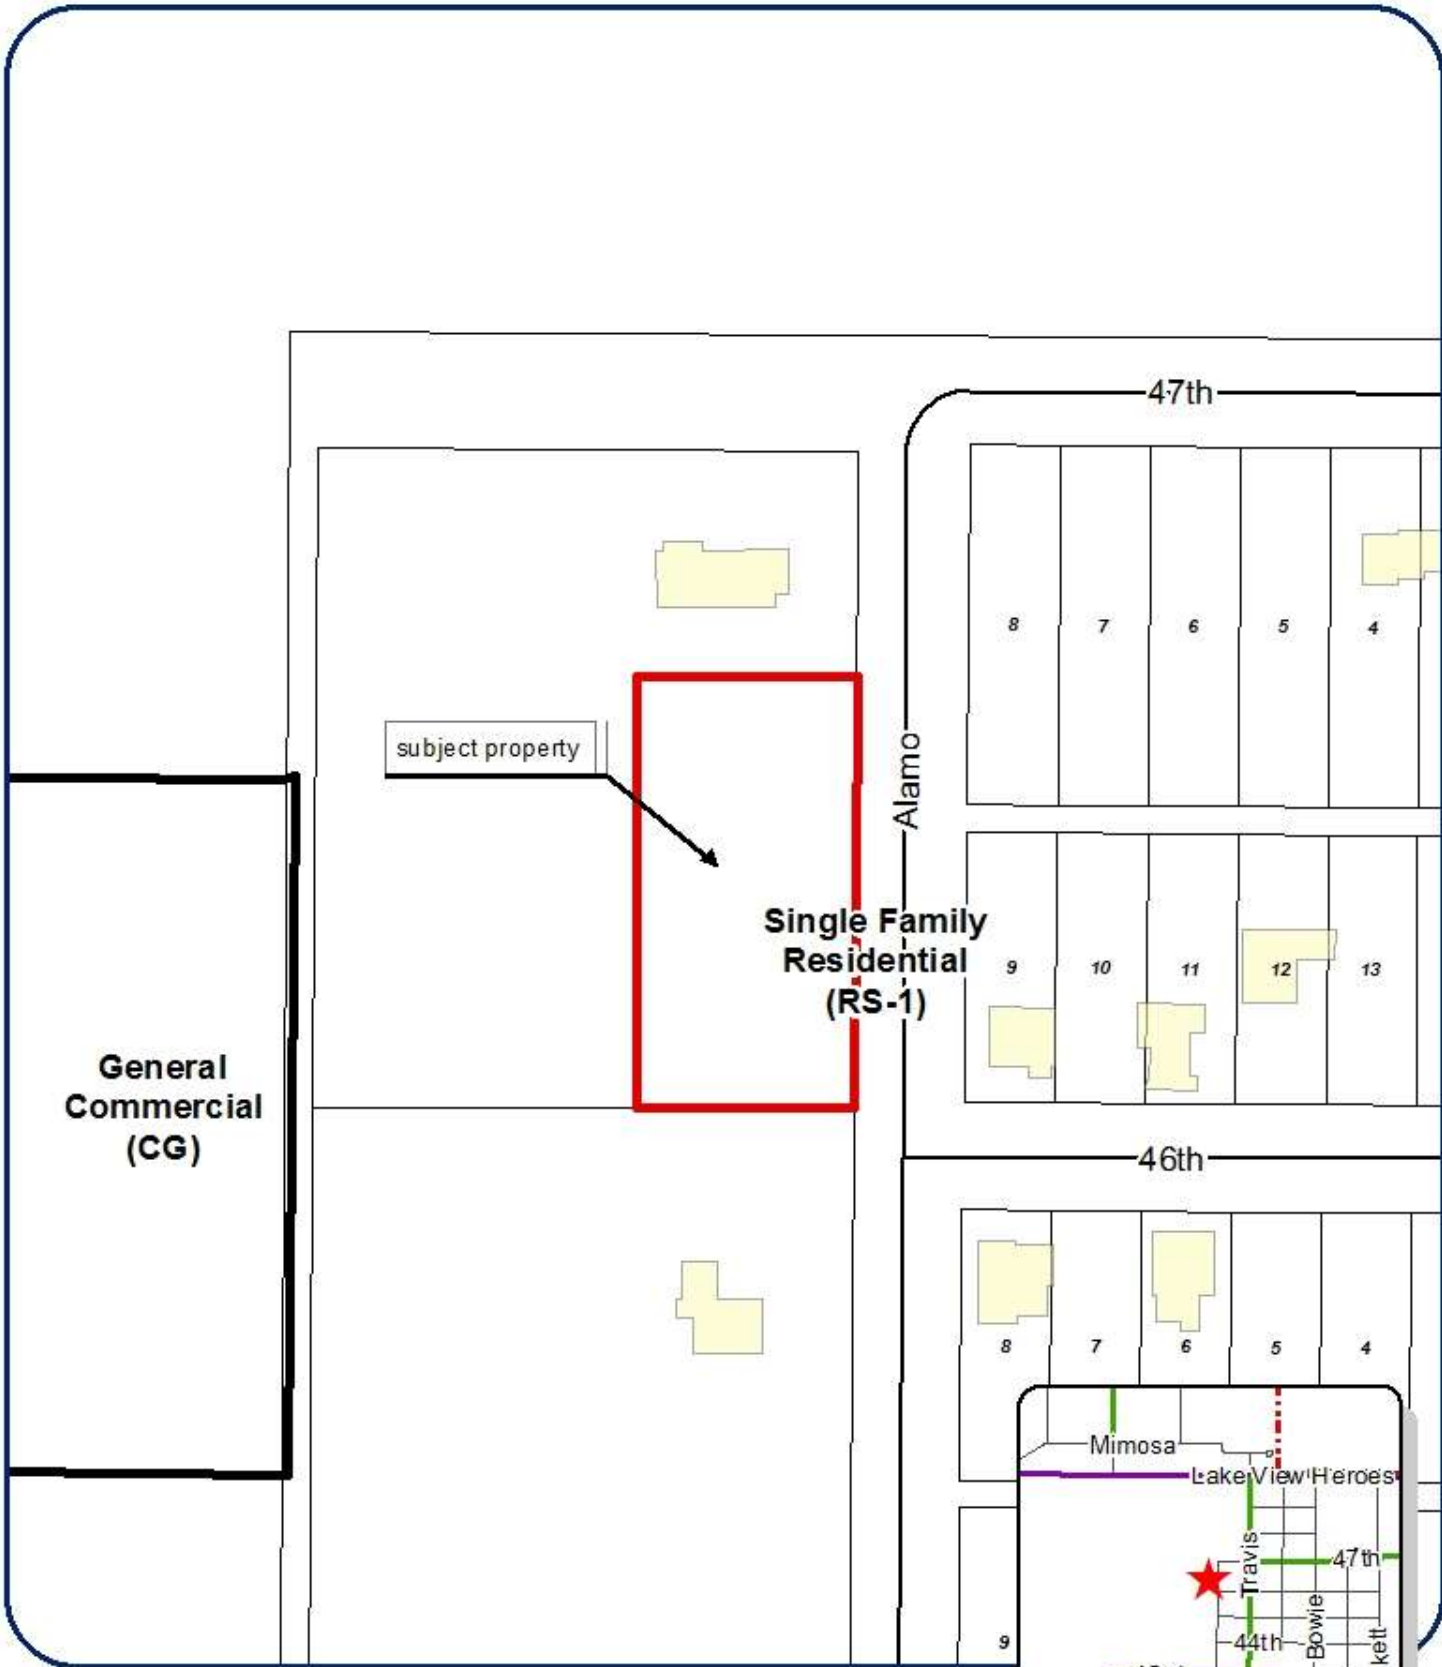 47th
8 7 6 5 4
subject property
Alamo
Single Family
Residential
(RS-1)
9 10 11 12 13
General
Commercial
(CG)
46th
8 7 6 5 4
Mimosa
Lake View Heroes
Travis
47th
Bowie
44th
kett
9